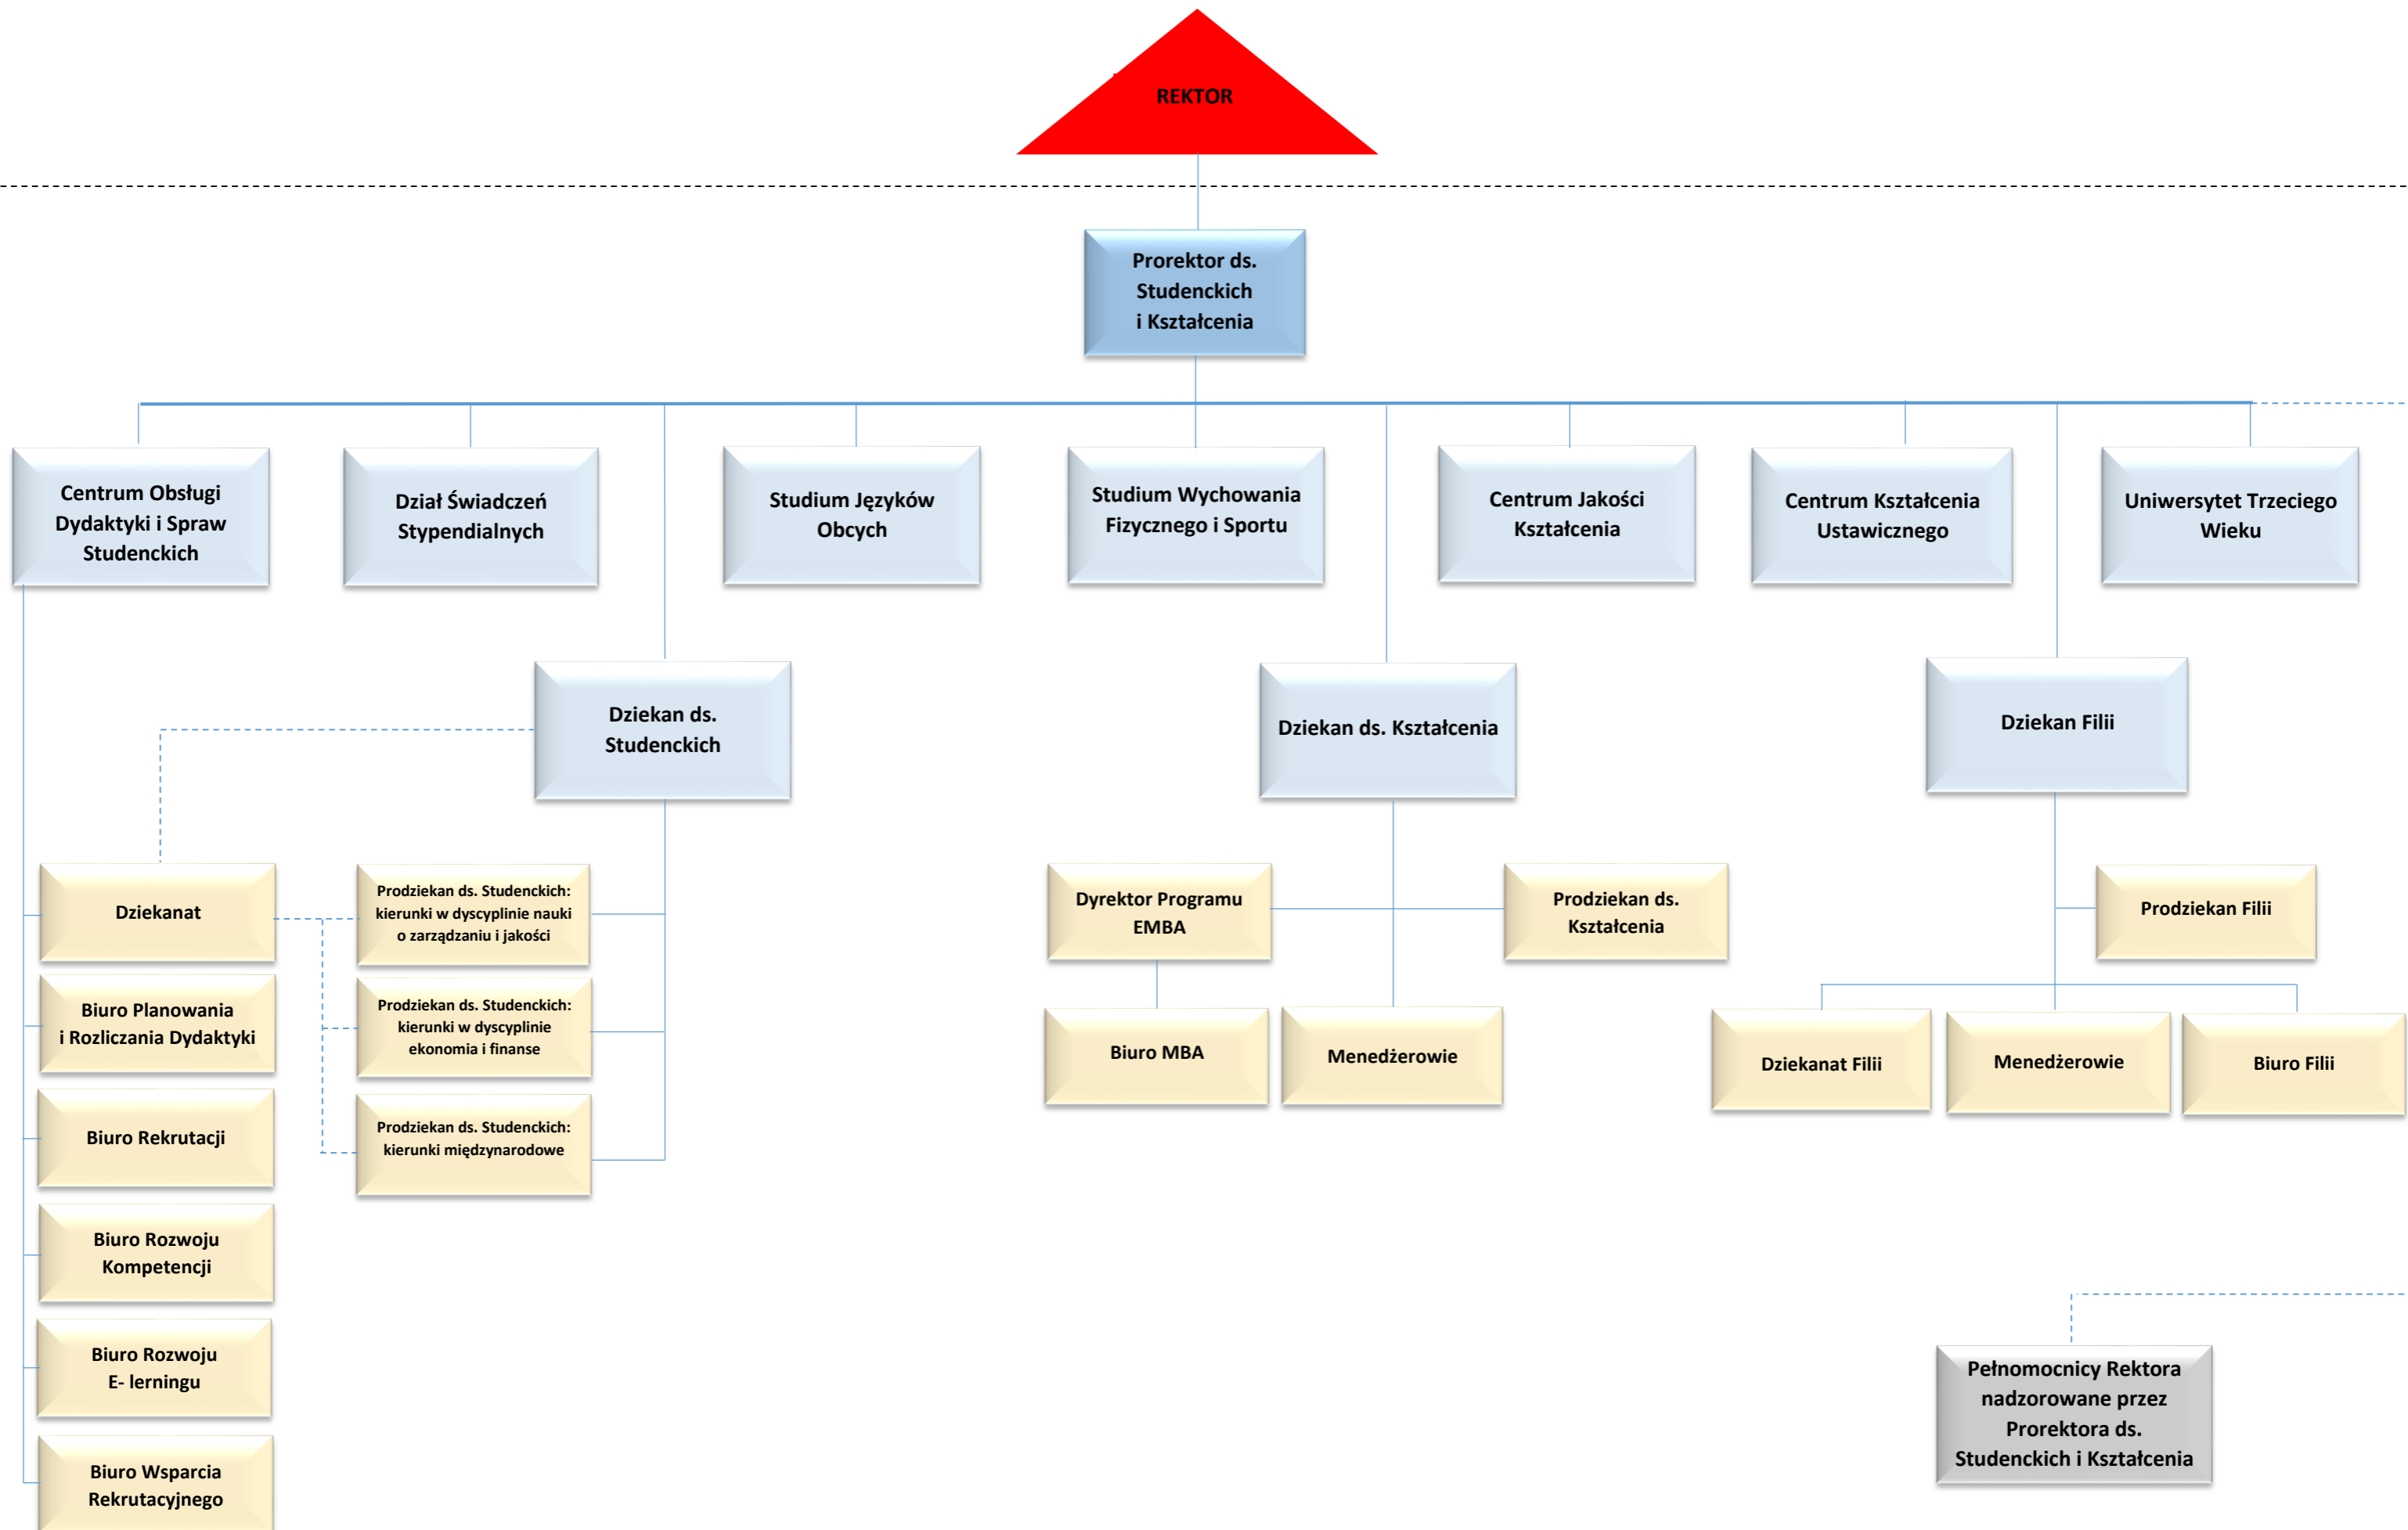 REKTOR
Prorektor ds.
Studenckich
i Kształcenia
Centrum Obsługi
Dydaktyki i Spraw
Studenckich
Dział Świadczeń
Stypendialnych
Studium Języków
Obcych
Studium Wychowania
Fizycznego i Sportu
Centrum Jakości
Kształcenia
Centrum Kształcenia
Ustawicznego
Uniwersytet Trzeciego
Wieku
Dziekan ds.
Studenckich
Dziekan ds. Kształcenia
Dziekan Filii
Dziekanat
Prodziekan ds. Studenckich:
kierunki w dyscyplinie nauki
o zarządzaniu i jakości
Dyrektor Programu
EMBA
Prodziekan ds.
Kształcenia
Prodziekan Filii
Biuro Planowania
i Rozliczania Dydaktyki
Prodziekan ds. Studenckich:
kierunki w dyscyplinie
ekonomia i finanse
Biuro MBA
Menedżerowie
Dziekanat Filii
Menedżerowie
Biuro Filii
Biuro Rekrutacji
Prodziekan ds. Studenckich:
kierunki międzynarodowe
Biuro Rozwoju
Kompetencji
Biuro Rozwoju
E- lerningu
Biuro Wsparcia
Rekrutacyjnego
Pełnomocnicy Rektora
nadzorowane przez
Prorektora ds.
Studenckich i Kształcenia